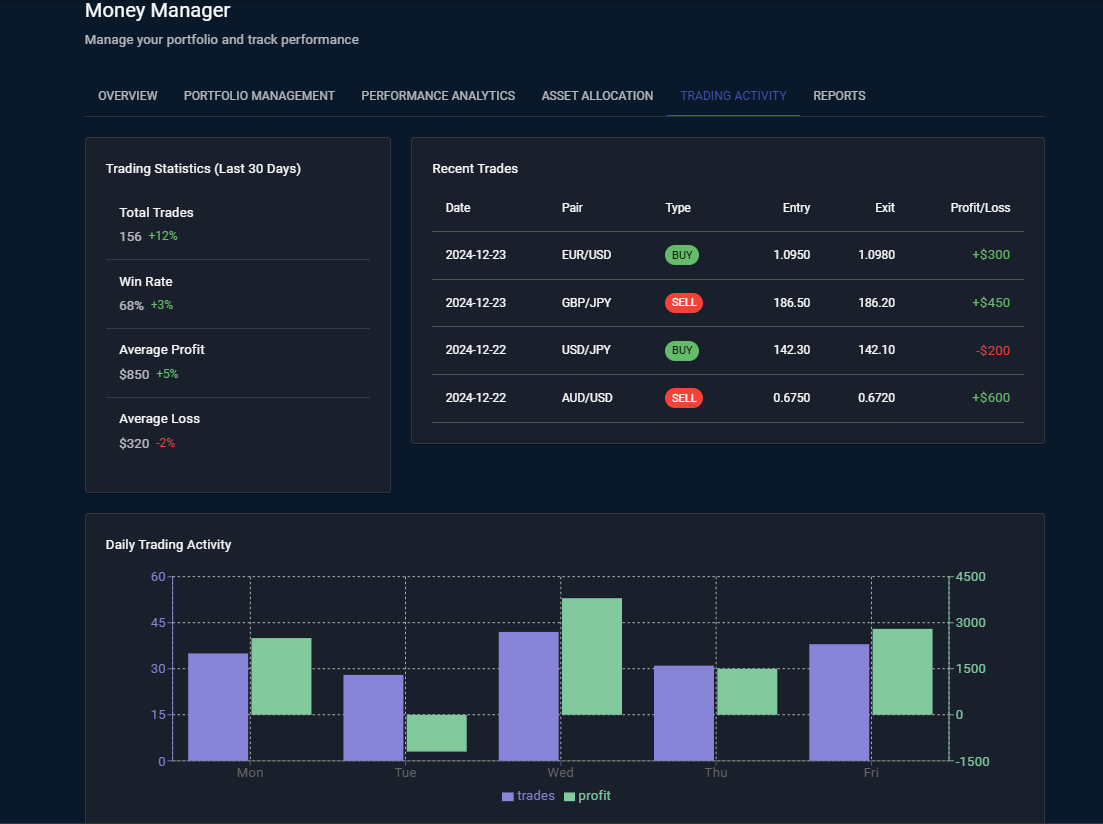 Money Manager
Manage your portfolio and track performance
OVERVIEW PORTFOLIO MANAGEMENT PERFORMANCE ANALYTICS ASSET ALLOCATION TRADING ACTIVITY REPORTS
Trading Statistics (Last 30 Days)
Total Trades
156 +12%
Win Rate
68% +3%
Average Profit
$850 +5%
Average Loss
$320 -2%
Recent Trades
Date Pair Type Entry Exit Profit/Loss
2024-12-23 EUR/USD BUY 1.0950 1.0980 +$300
2024-12-23 GBP/JPY SELL 186.50 186.20 +$450
2024-12-22 USD/JPY BUY 142.30 142.10 -$200
2024-12-22 AUD/USD SELL 0.6750 0.6720 +$600
Daily Trading Activity
60 4500
45 3000
30 1500
15 0
0 -1500
Mon Tue Wed Thu Fri
trades profit